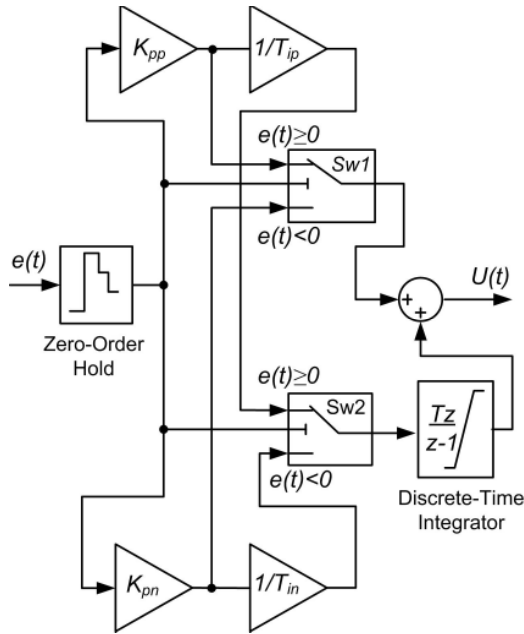 K_pp
1/T_ip
e(t)≥0
Sw1
e(t)<0
e(t)
Zero-Order
Hold
+
+
U(t)
e(t)≥0
Sw2
e(t)<0
Tz
z-1
Discrete-Time
Integrator
K_pn
1/T_in